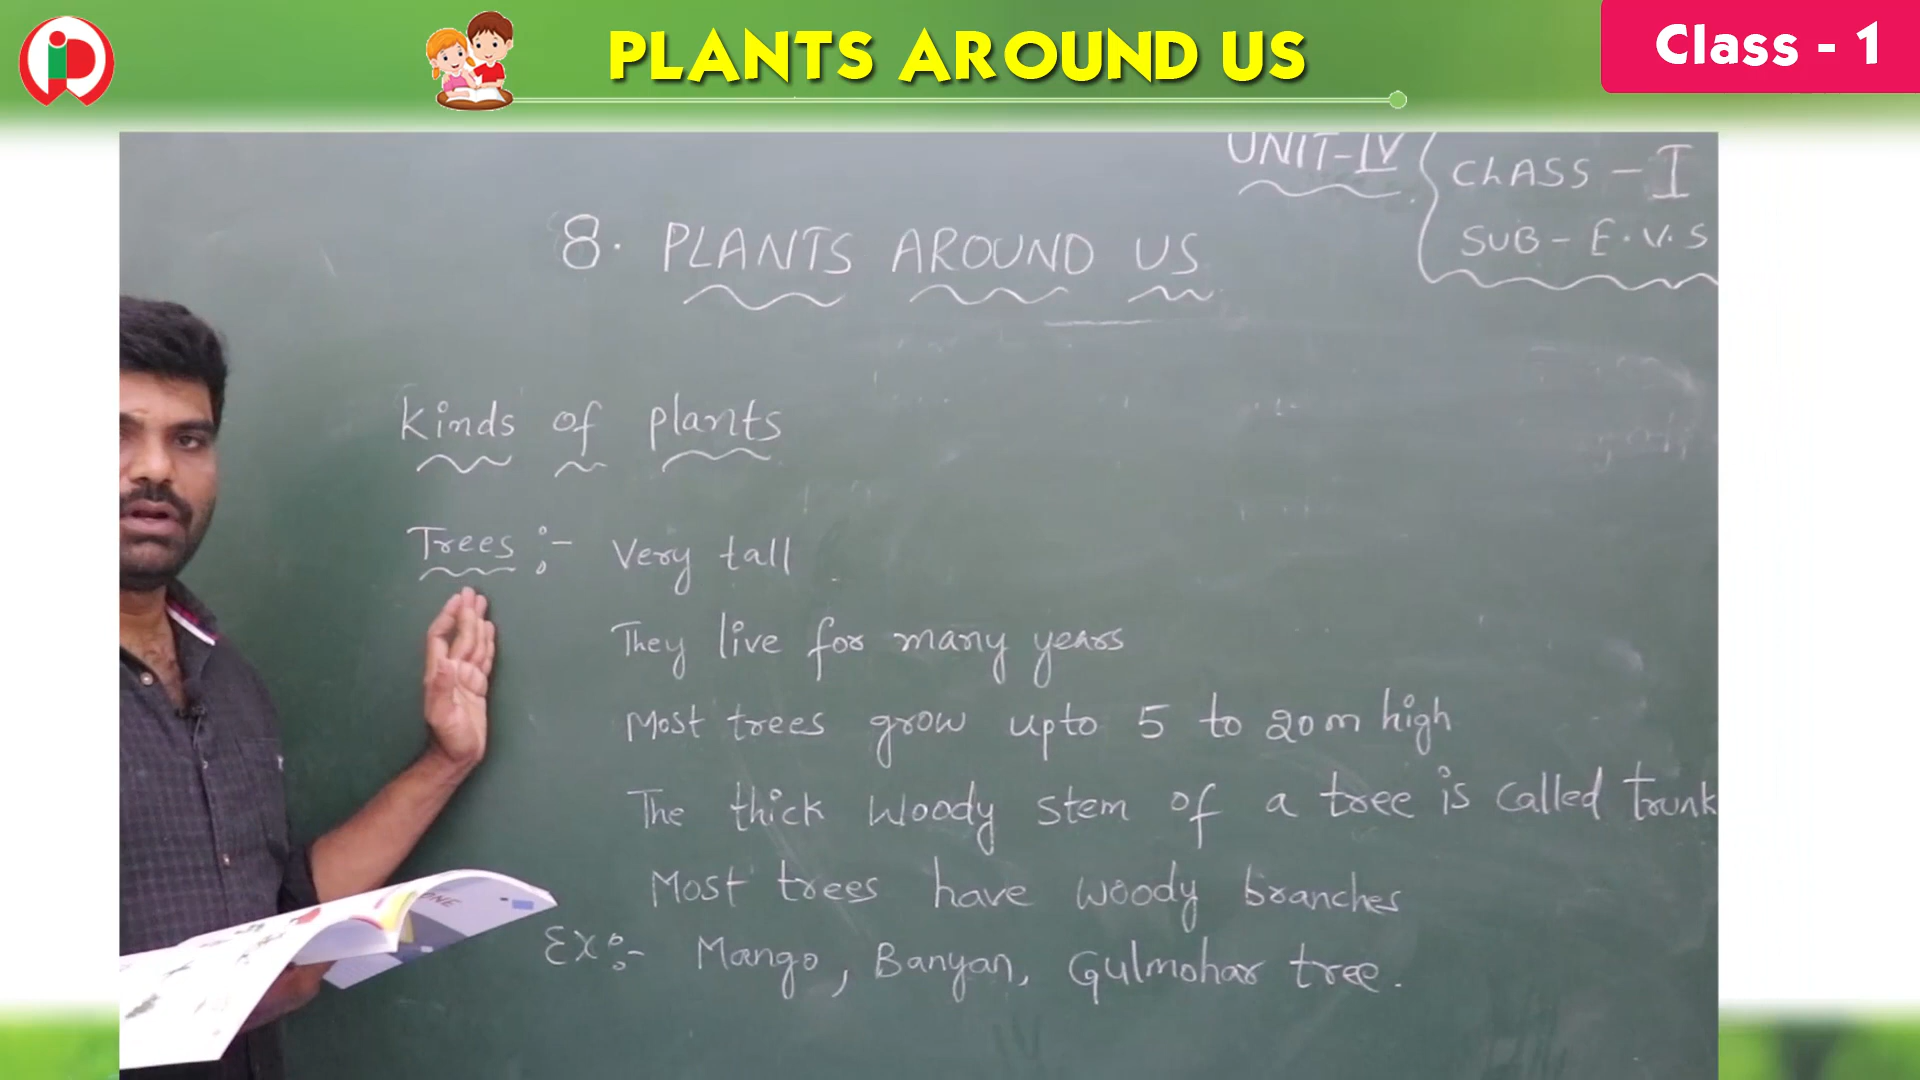 PLANTS AROUND US
Class - 1
UNIT-IV
CLASS - I
SUB - E.V.S
8. PLANTS AROUND US
Kinds of plants
Trees :- Very tall
They live for many years
Most trees grow upto 5 to 20m high
The thick woody stem of a tree is called trunk
Most trees have woody branches
Ex:- Mango, Banyan, Gulmohar tree.